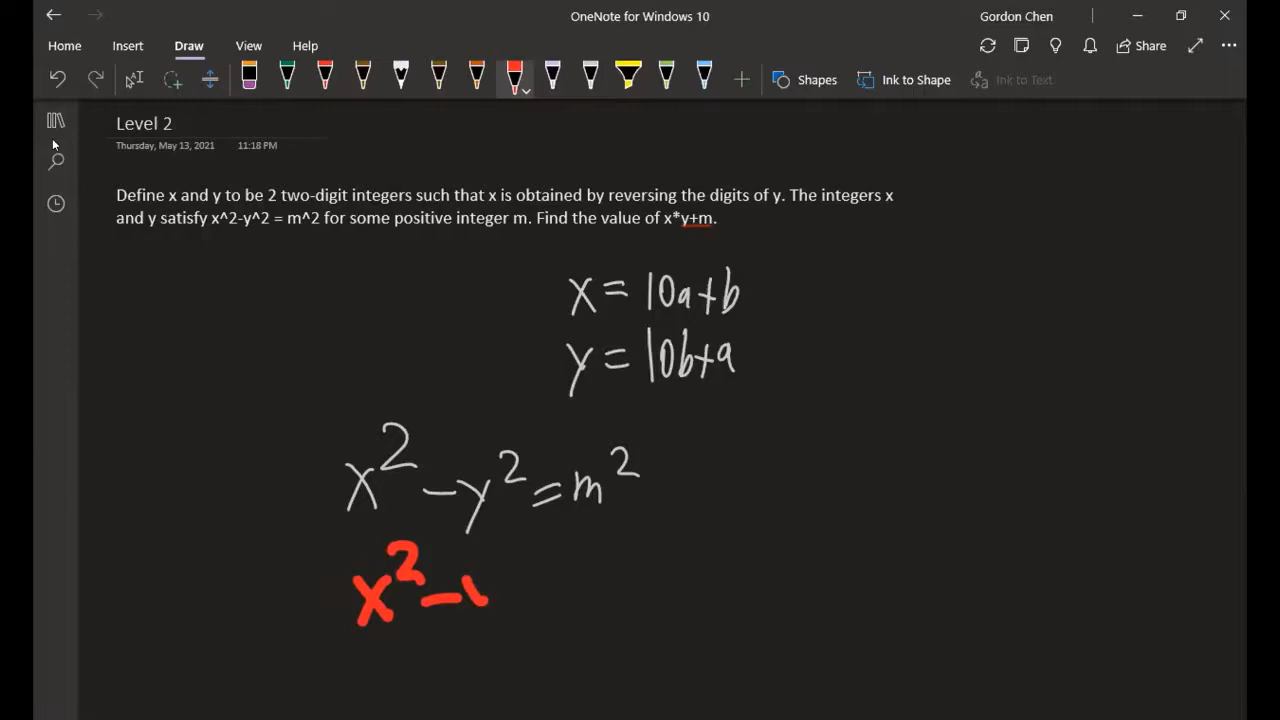 OneNote for Windows 10
Gordon Chen
Home Insert Draw View Help
Share
Shapes Ink to Shape Ink to Text
Level 2
Thursday, May 13, 2021 11:18 PM
Define x and y to be 2 two-digit integers such that x is obtained by reversing the digits of y. The integers x
and y satisfy x^2-y^2 = m^2 for some positive integer m. Find the value of x*y+m.
x = 10a+b
y = 10b+a
x² - y² = m²
x² -